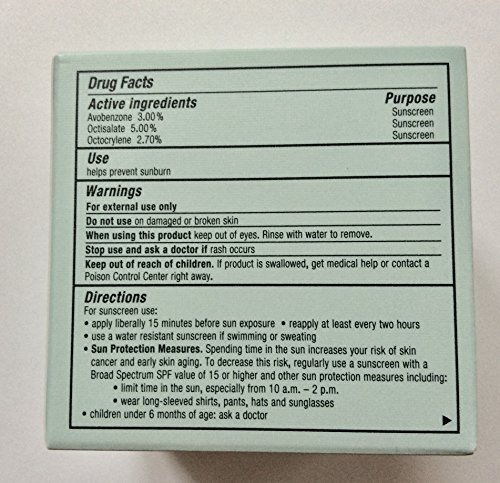 Drug Facts
Active ingredients Purpose
Avobenzone 3.00% Sunscreen
Octisalate 5.00% Sunscreen
Octocrylene 2.70% Sunscreen
Use
helps prevent sunburn
Warnings
For external use only
Do not use on damaged or broken skin
When using this product keep out of eyes. Rinse with water to remove.
Stop use and ask a doctor if rash occurs
Keep out of reach of children. If product is swallowed, get medical help or contact a
Poison Control Center right away.
Directions
For sunscreen use:
• apply liberally 15 minutes before sun exposure • reapply at least every two hours
• use a water resistant sunscreen if swimming or sweating
• Sun Protection Measures. Spending time in the sun increases your risk of skin
cancer and early skin aging. To decrease this risk, regularly use a sunscreen with a
Broad Spectrum SPF value of 15 or higher and other sun protection measures including:
• limit time in the sun, especially from 10 a.m. – 2 p.m.
• wear long-sleeved shirts, pants, hats and sunglasses
• children under 6 months of age: ask a doctor